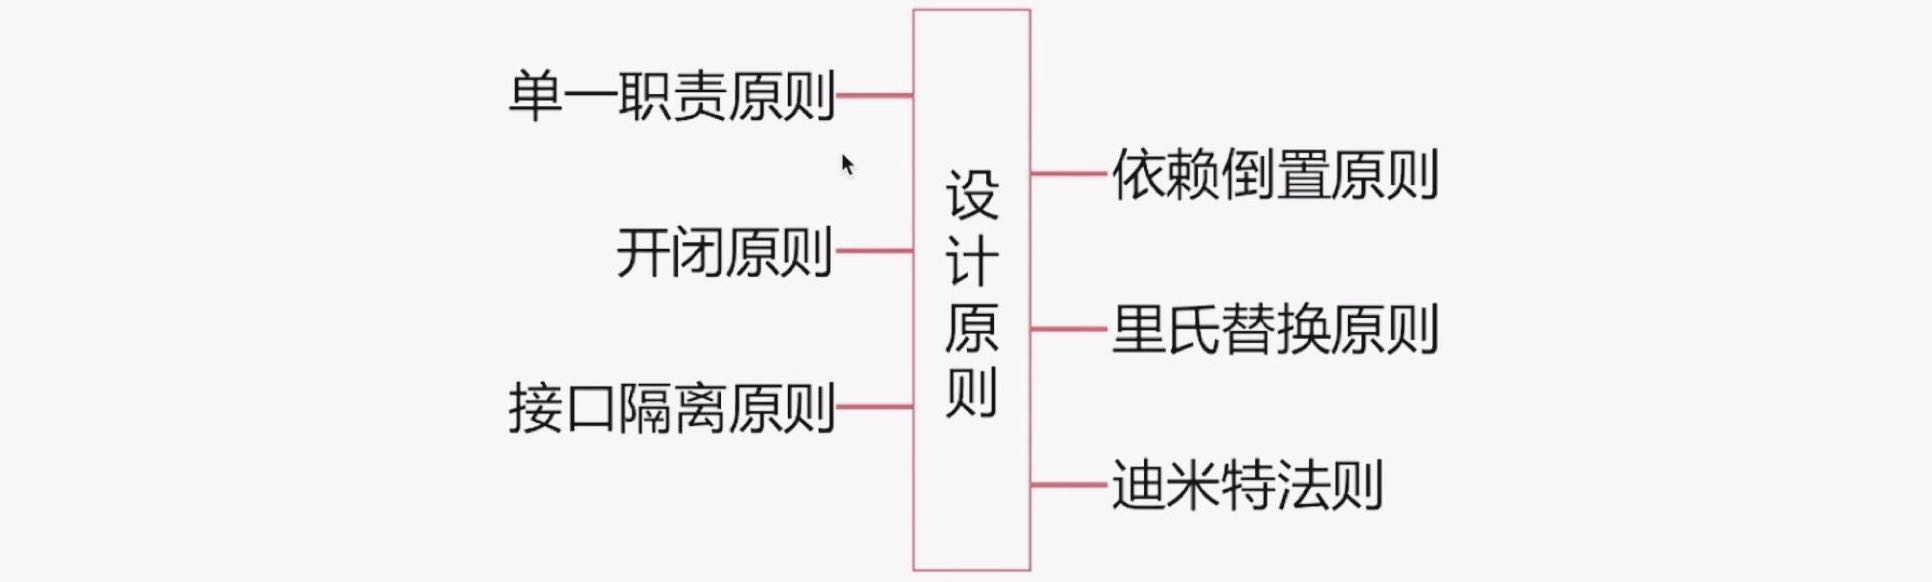 单一职责原则
开闭原则
接口隔离原则
设计原则
依赖倒置原则
里氏替换原则
迪米特法则